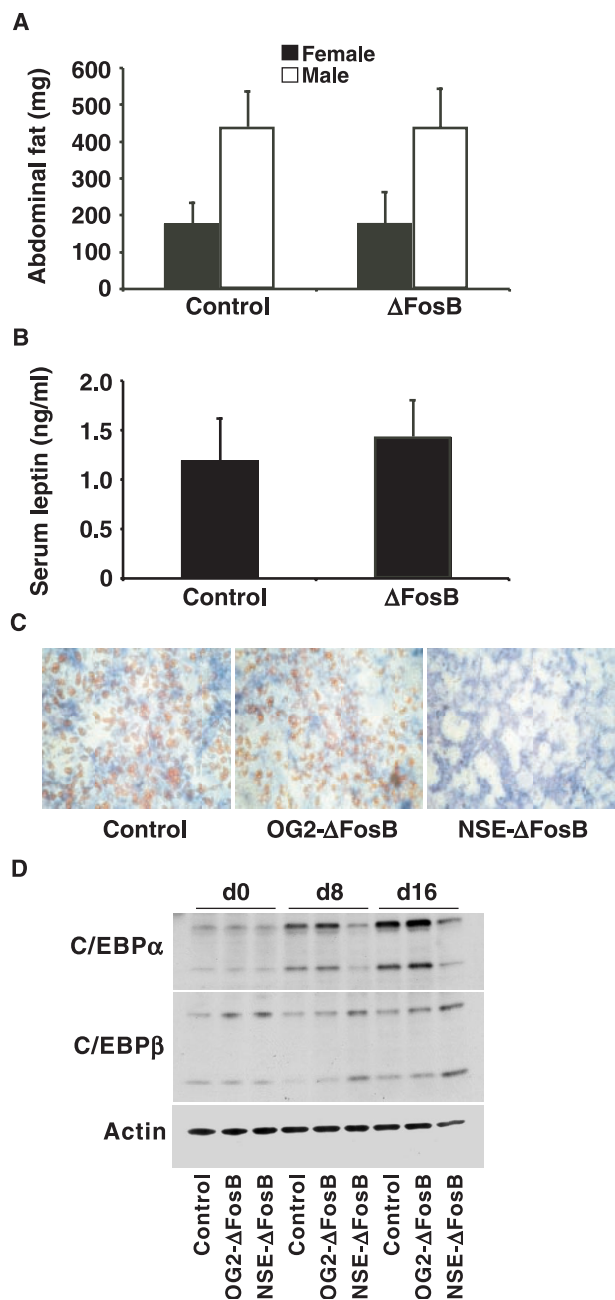 A
Female
Male
Abdominal fat (mg)
600
500
400
300
200
100
0
Control ΔFosB
B
Serum leptin (ng/ml)
2.0
1.5
1.0
0.5
0
Control ΔFosB
C
Control OG2-ΔFosB NSE-ΔFosB
D
d0 d8 d16
C/EBPα
C/EBPβ
Actin
Control
OG2-ΔFosB
NSE-ΔFosB
Control
OG2-ΔFosB
NSE-ΔFosB
Control
OG2-ΔFosB
NSE-ΔFosB